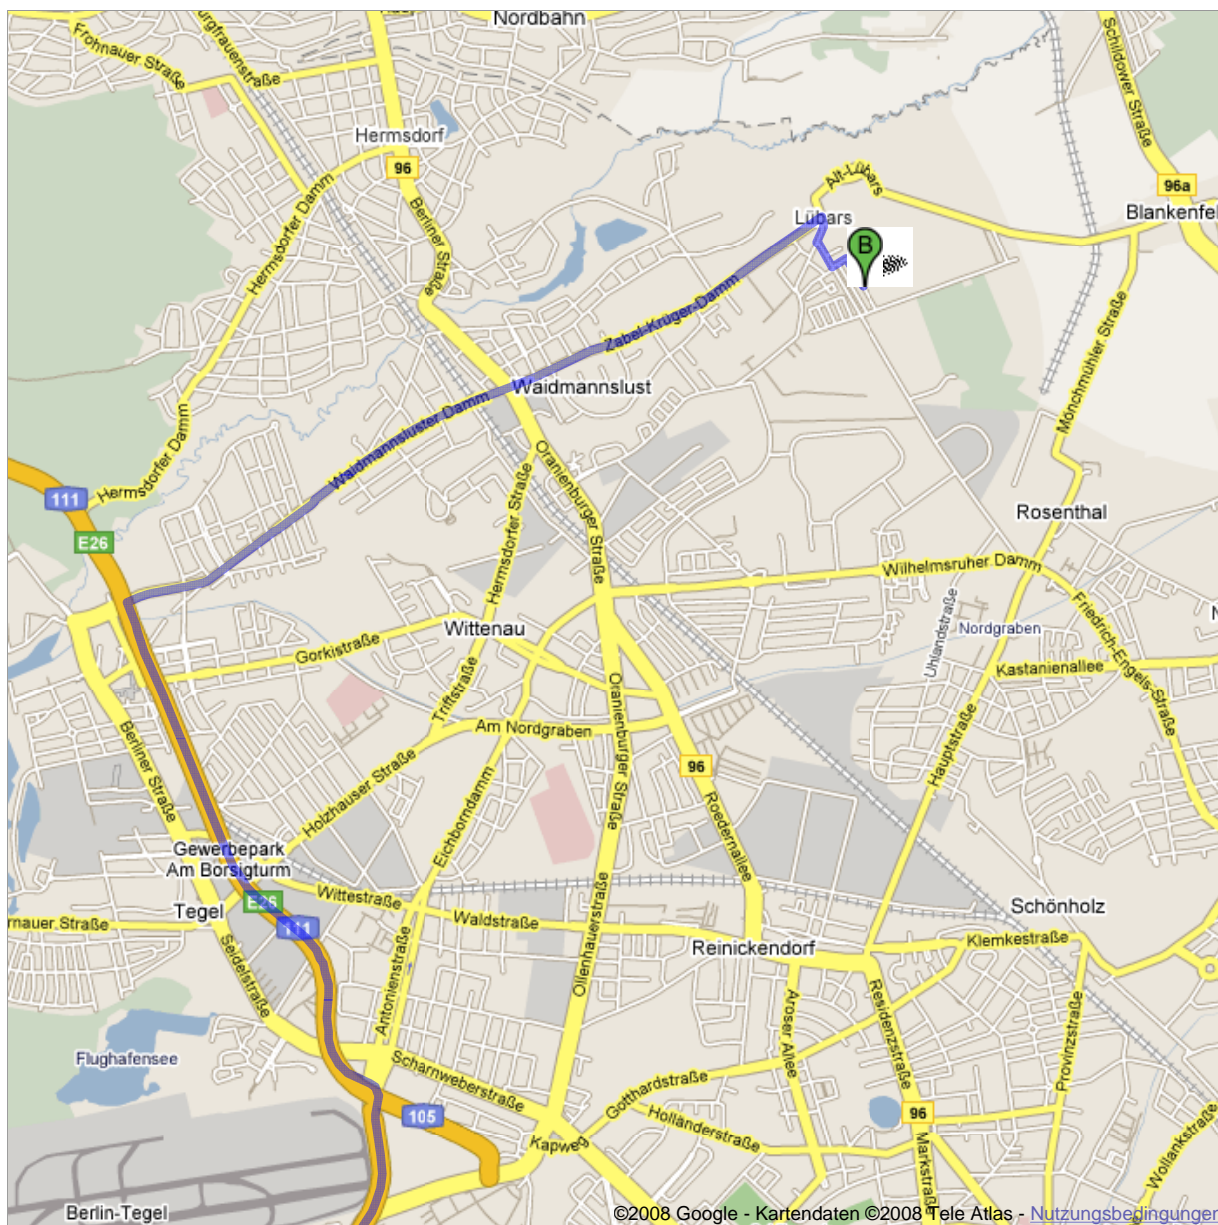 Nordbahn
Frohnauer Straße
urgfrauenstraße
Schildower Straße
Hermsdorf
96
Hermsdorfer Damm
Berliner Straße
Alt-Lübars
96a
Lübars
Blankenfel
B
Zabel-Krüger-Damm
Mönchmühler Straße
Waidmannslust
Waidmannsluster Damm
Hermsdorfer Damm
111
E26
Oranienburger Straße
Hermsdorfer Straße
Rosenthal
Wilhelmsruher Damm
Uhlandstraße
Nordgraben
Friedrich-Engels-Straße
Wittenau
Gorkistraße
Kastanienallee
Triftstraße
Am Nordgraben
Oranienburger Straße
Hauptstraße
Berliner Straße
Holzhauser Straße
96
Roedernallee
Eichborndamm
Gewerbepark
Am Borsigturm
Wittestraße
E26
Tegel
111
rnauer Straße
Waldstraße
Schönholz
Reinickendorf
Klemkestraße
Seidelstraße
Antonienstraße
Ollenhauerstraße
Aroser Allee
Residenzstraße
Provinzstraße
Flughafensee
Scharnweberstraße
Gotthardstraße
105
Holländerstraße
96
Kapweg
Markstraße
Wollankstraße
Berlin-Tegel
©2008 Google - Kartendaten ©2008 Tele Atlas - Nutzungsbedingungen